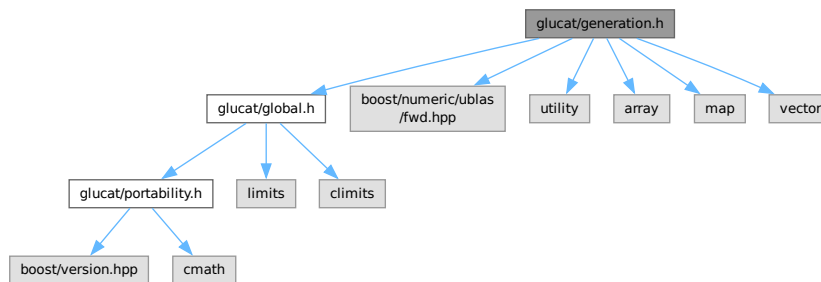 glucat/generation.h
glucat/global.h
boost/numeric/ublas
/fwd.hpp
utility
array
map
vector
glucat/portability.h
limits
climits
boost/version.hpp
cmath